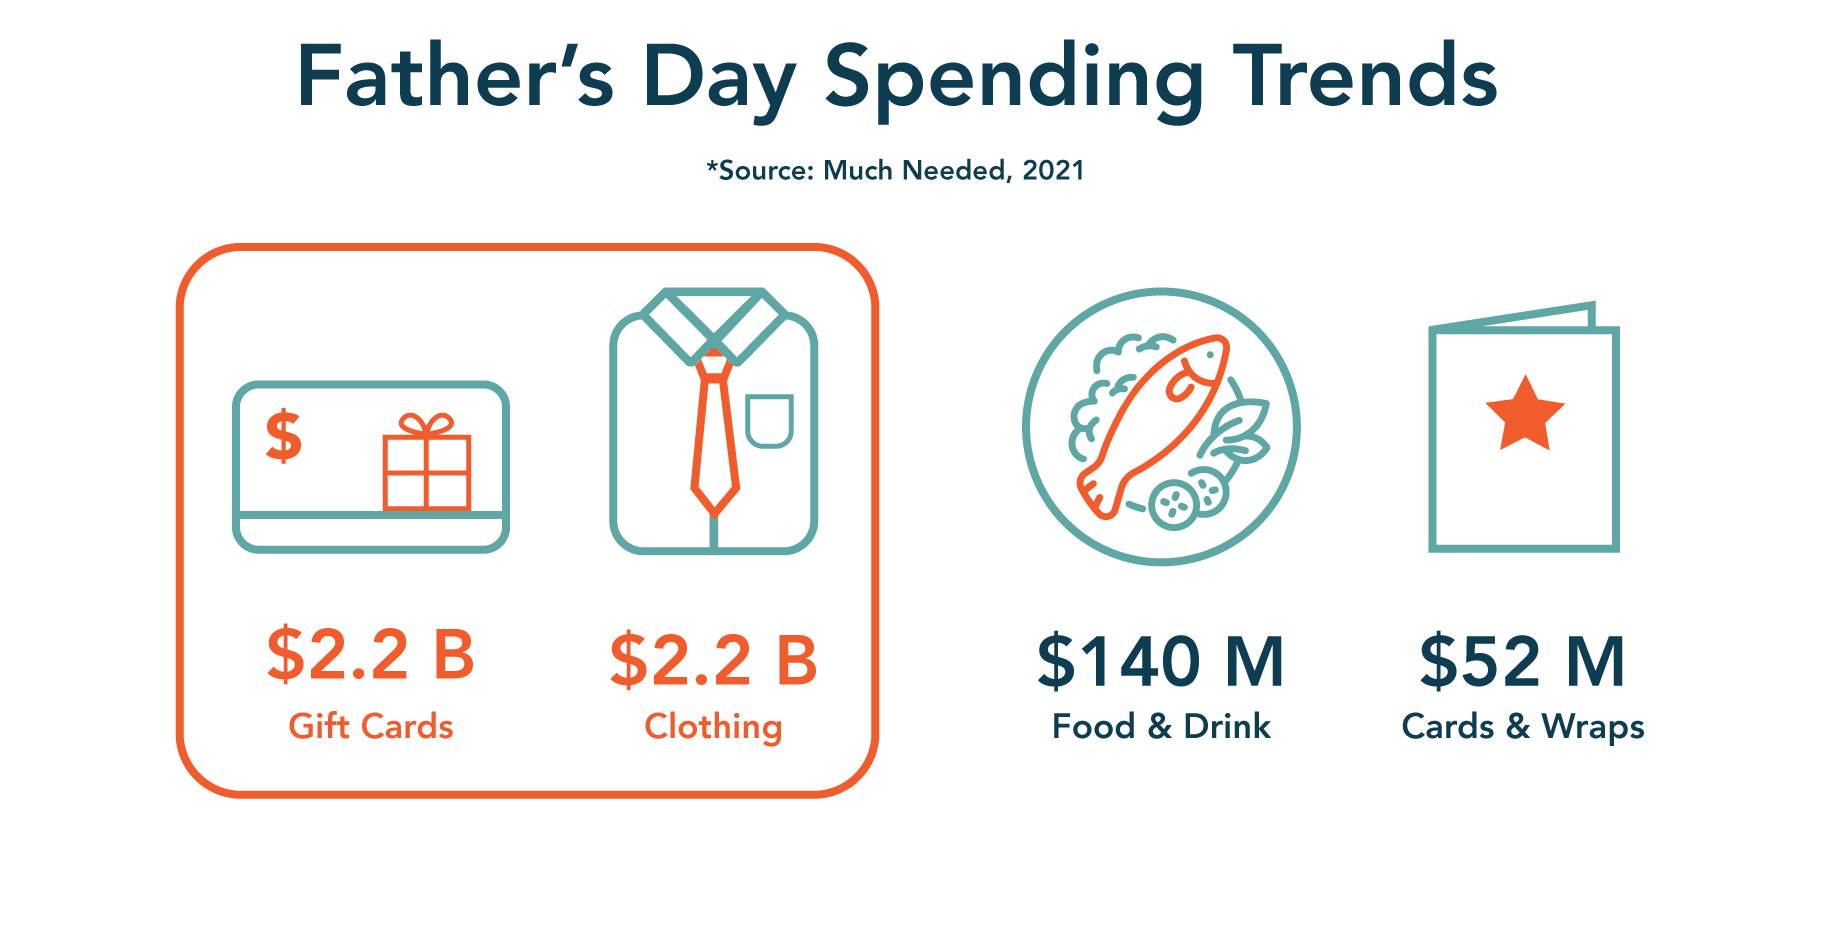 Father’s Day Spending Trends
*Source: Much Needed, 2021
$
$2.2 B
Gift Cards
$2.2 B
Clothing
$140 M
Food & Drink
$52 M
Cards & Wraps